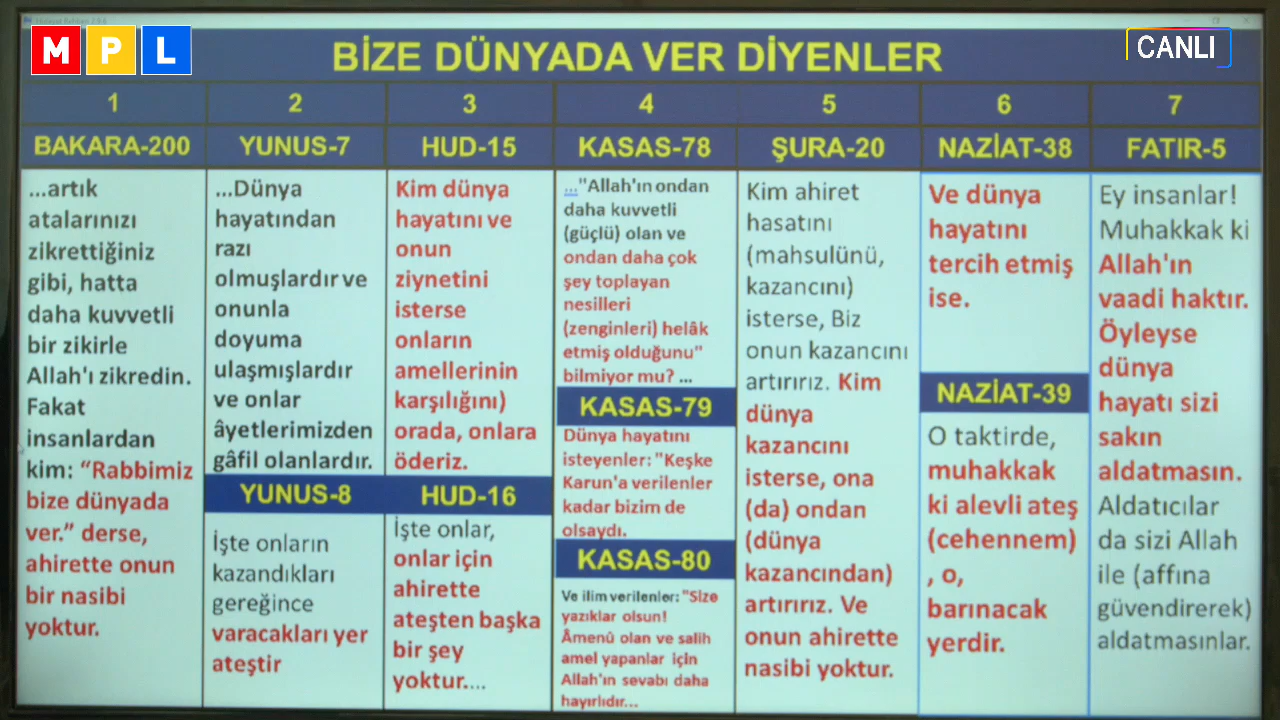 MPL
CANLI
BİZE DÜNYADA VER DİYENLER
1
BAKARA-200
...artık
atalarınızı
zikrettiğiniz
gibi, hatta
daha kuvvetli
bir zikirle
Allah'ı zikredin.
Fakat
insanlardan
kim: “Rabbimiz
bize dünyada
ver.” derse,
ahirette onun
bir nasibi
yoktur.
2
YUNUS-7
...Dünya
hayatından
razı
olmuşlardır ve
onunla
doyuma
ulaşmışlardır
ve onlar
âyetlerimizden
gâfil olanlardır.
YUNUS-8
İşte onların
kazandıkları
gereğince
varacakları yer
ateştir
3
HUD-15
Kim dünya
hayatını ve
onun
ziynetini
isterse
onların
amellerinin
karşılığını)
orada, onlara
öderiz.
HUD-16
İşte onlar,
onlar için
ahirette
ateşten başka
bir şey
yoktur....
4
KASAS-78
..."Allah'ın ondan
daha kuvvetli
(güçlü) olan ve
ondan daha çok
şey toplayan
nesilleri
(zenginleri) helâk
etmiş olduğunu"
bilmiyor mu? ...
KASAS-79
Dünya hayatını
isteyenler: "Keşke
Karun'a verilenler
kadar bizim de
olsaydı.
KASAS-80
Ve ilim verilenler: "Size
yazıklar olsun!
Âmenû olan ve salih
amel yapanlar için
Allah'ın sevabı daha
hayırlıdır...
5
ŞURA-20
Kim ahiret
hasatını
(mahsulünü,
kazancını)
isterse, Biz
onun kazancını
artırırız. Kim
dünya
kazancını
isterse, ona
(da) ondan
(dünya
kazancından)
artırırız. Ve
onun ahirette
nasibi yoktur.
6
NAZİAT-38
Ve dünya
hayatını
tercih etmiş
ise.
NAZİAT-39
O taktirde,
muhakkak
ki alevli ateş
(cehennem)
, o,
barınacak
yerdir.
7
FATIR-5
Ey insanlar!
Muhakkak ki
Allah'ın
vaadi haktır.
Öyleyse
dünya
hayatı sizi
sakın
aldatmasın.
Aldatıcılar
da sizi Allah
ile (affına
güvendirerek)
aldatmasınlar.